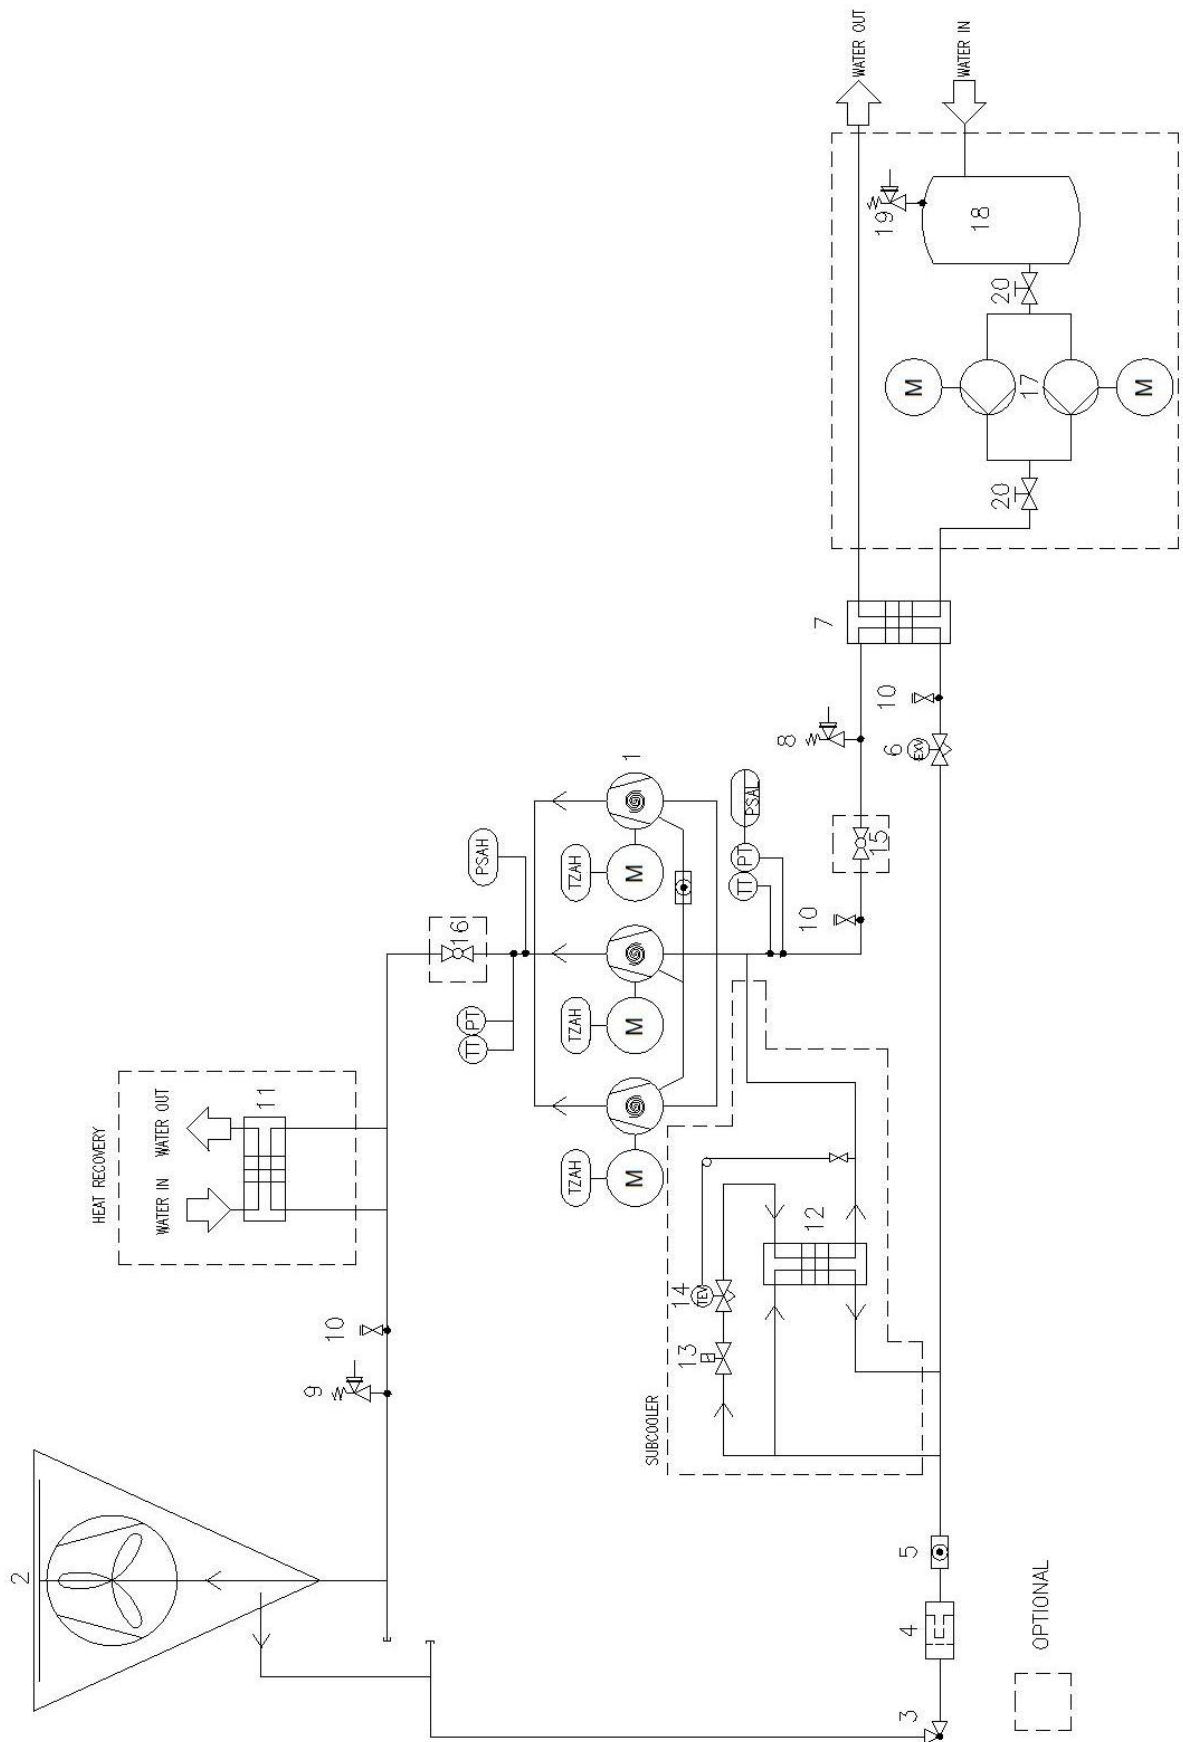 WATER OUT
WATER IN
19
18
20
M
17
M
20
7
10
8
6
EXV
1
PSAL
PSAH
TZAH
M
PT
TT
15
10
16
TZAH
M
PT
TT
TZAH
M
HEAT RECOVERY
WATER IN
WATER OUT
11
12
14
TEV
13
SUBCOOLER
10
9
2
5
4
3
OPTIONAL